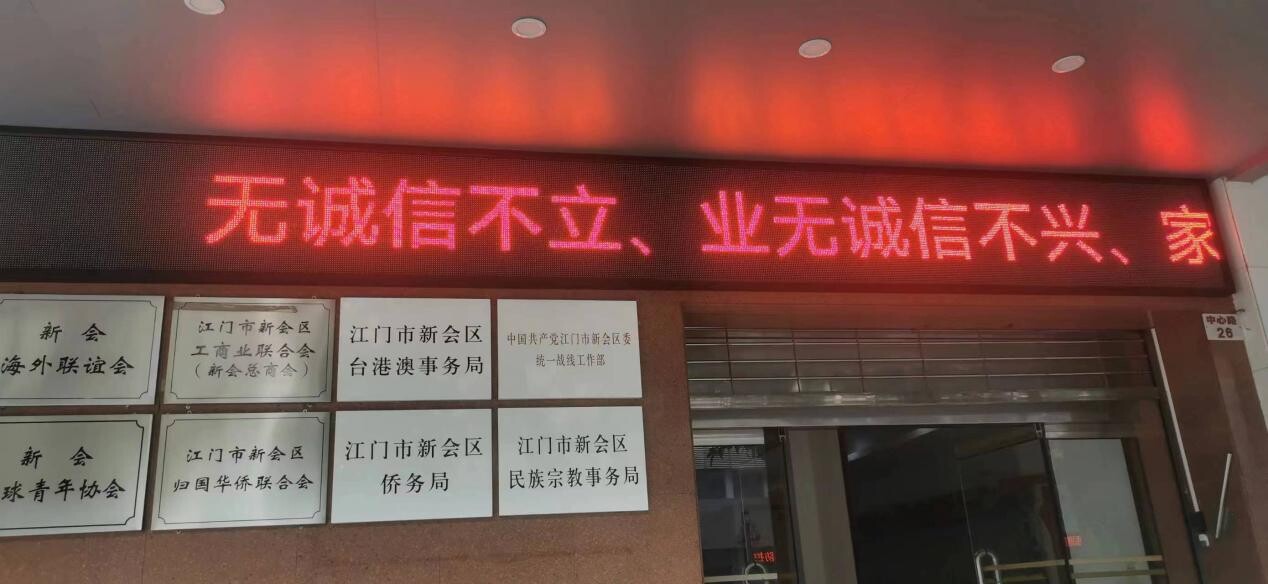 无诚信不立、业无诚信不兴、家
新会
海外联谊会
江门市新会区
工商业联合会
（新会总商会）
江门市新会区
台港澳事务局
中国共产党江门市新会区委
统一战线工作部
中心路
26
新会
球青年协会
江门市新会区
归国华侨联合会
江门市新会区
侨务局
江门市新会区
民族宗教事务局
防控